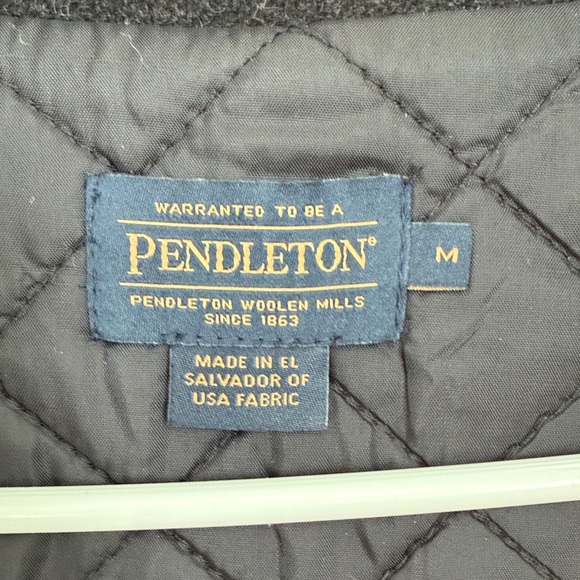 WARRANTED TO BE A
PENDLETON®
M
PENDLETON WOOLEN MILLS
SINCE 1863
MADE IN EL
SALVADOR OF
USA FABRIC